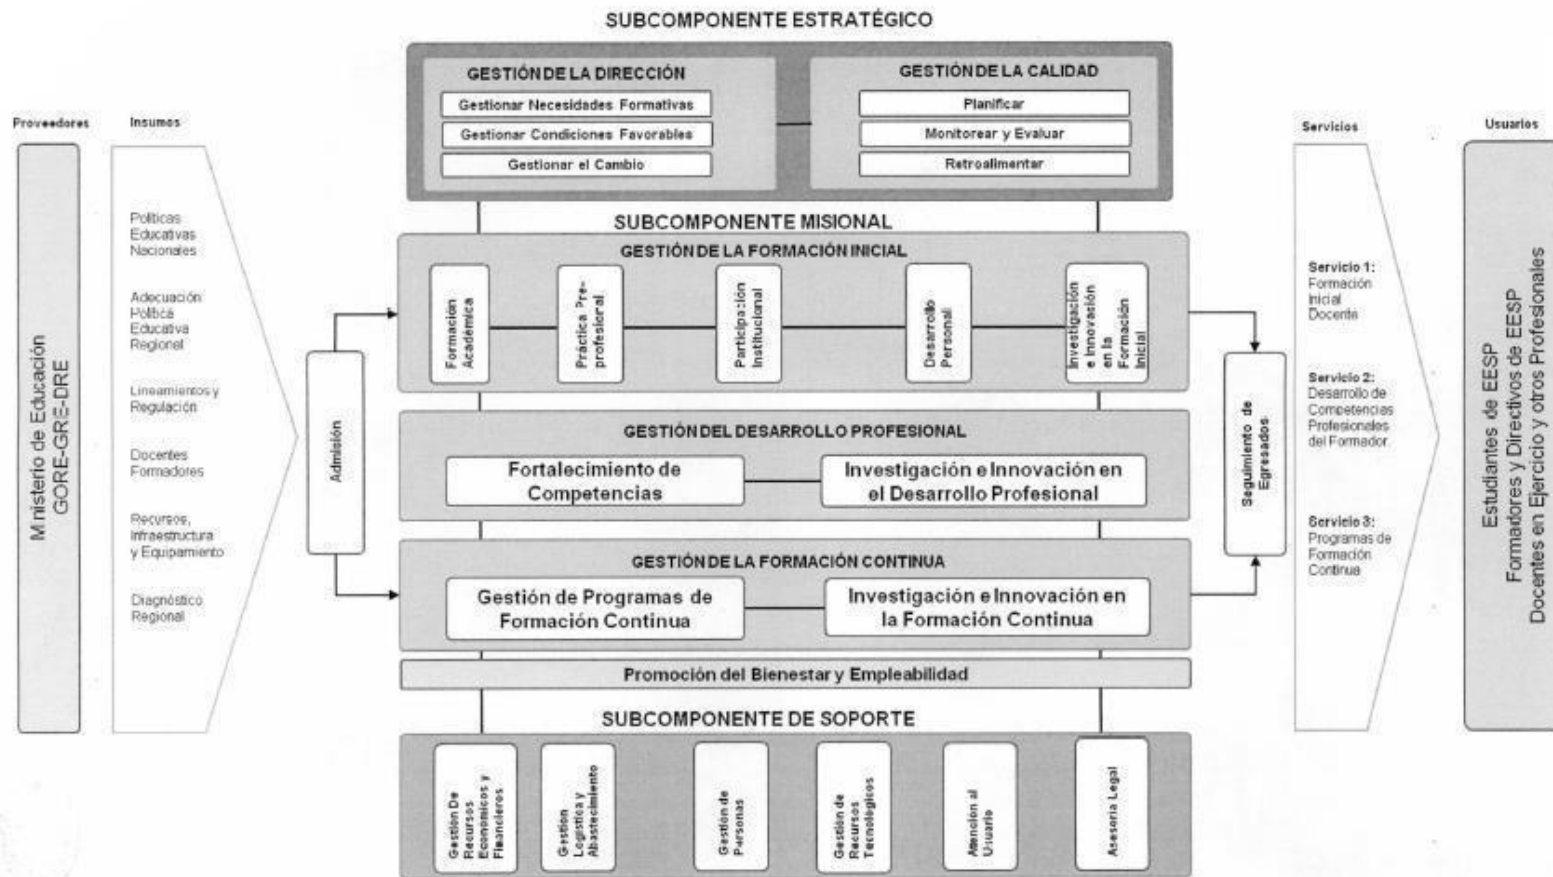 SUBCOMPONENTE ESTRATÉGICO
GESTIÓN DE LA DIRECCIÓN
Gestionar Necesidades Formativas
Gestionar Condiciones Favorables
Gestionar el Cambio
GESTIÓN DE LA CALIDAD
Planificar
Monitorear y Evaluar
Retroalimentar
Proveedores
Ministerio de Educación
GORE-GRE-DRE
Insumos
Políticas
Educativas
Nacionales
Adecuación
Política
Educativa
Regional
Lineamientos y
Regulación
Docentes
Formadores
Recursos,
Infraestructura
y Equipamiento
Diagnóstico
Regional
Admisión
SUBCOMPONENTE MISIONAL
GESTIÓN DE LA FORMACIÓN INICIAL
Formación
Académica
Práctica Pre-
profesional
Participación
Institucional
Desarrollo
Personal
Investigación
e Innovación
en la
Formación
Inicial
GESTIÓN DEL DESARROLLO PROFESIONAL
Fortalecimiento de
Competencias
Investigación e Innovación en
el Desarrollo Profesional
GESTIÓN DE LA FORMACIÓN CONTINUA
Gestión de Programas de
Formación Continua
Investigación e Innovación en
la Formación Continua
Promoción del Bienestar y Empleabilidad
SUBCOMPONENTE DE SOPORTE
Gestión De
Recursos
Económicos y
Financieros
Gestión
Logística y
Abastecimiento
Gestión de
Personas
Gestión de
Recursos
Tecnológicos
Atención al
Usuario
Asesoría Legal
Seguimiento de
Egresados
Servicios
Servicio 1:
Formación
Inicial
Docente
Servicio 2:
Desarrollo de
Competencias
Profesionales
del Formador.
Servicio 3:
Programas de
Formación
Continua
Usuarios
Estudiantes de EESP
Formadores y Directivos de EESP
Docentes en Ejercicio y otros Profesionales